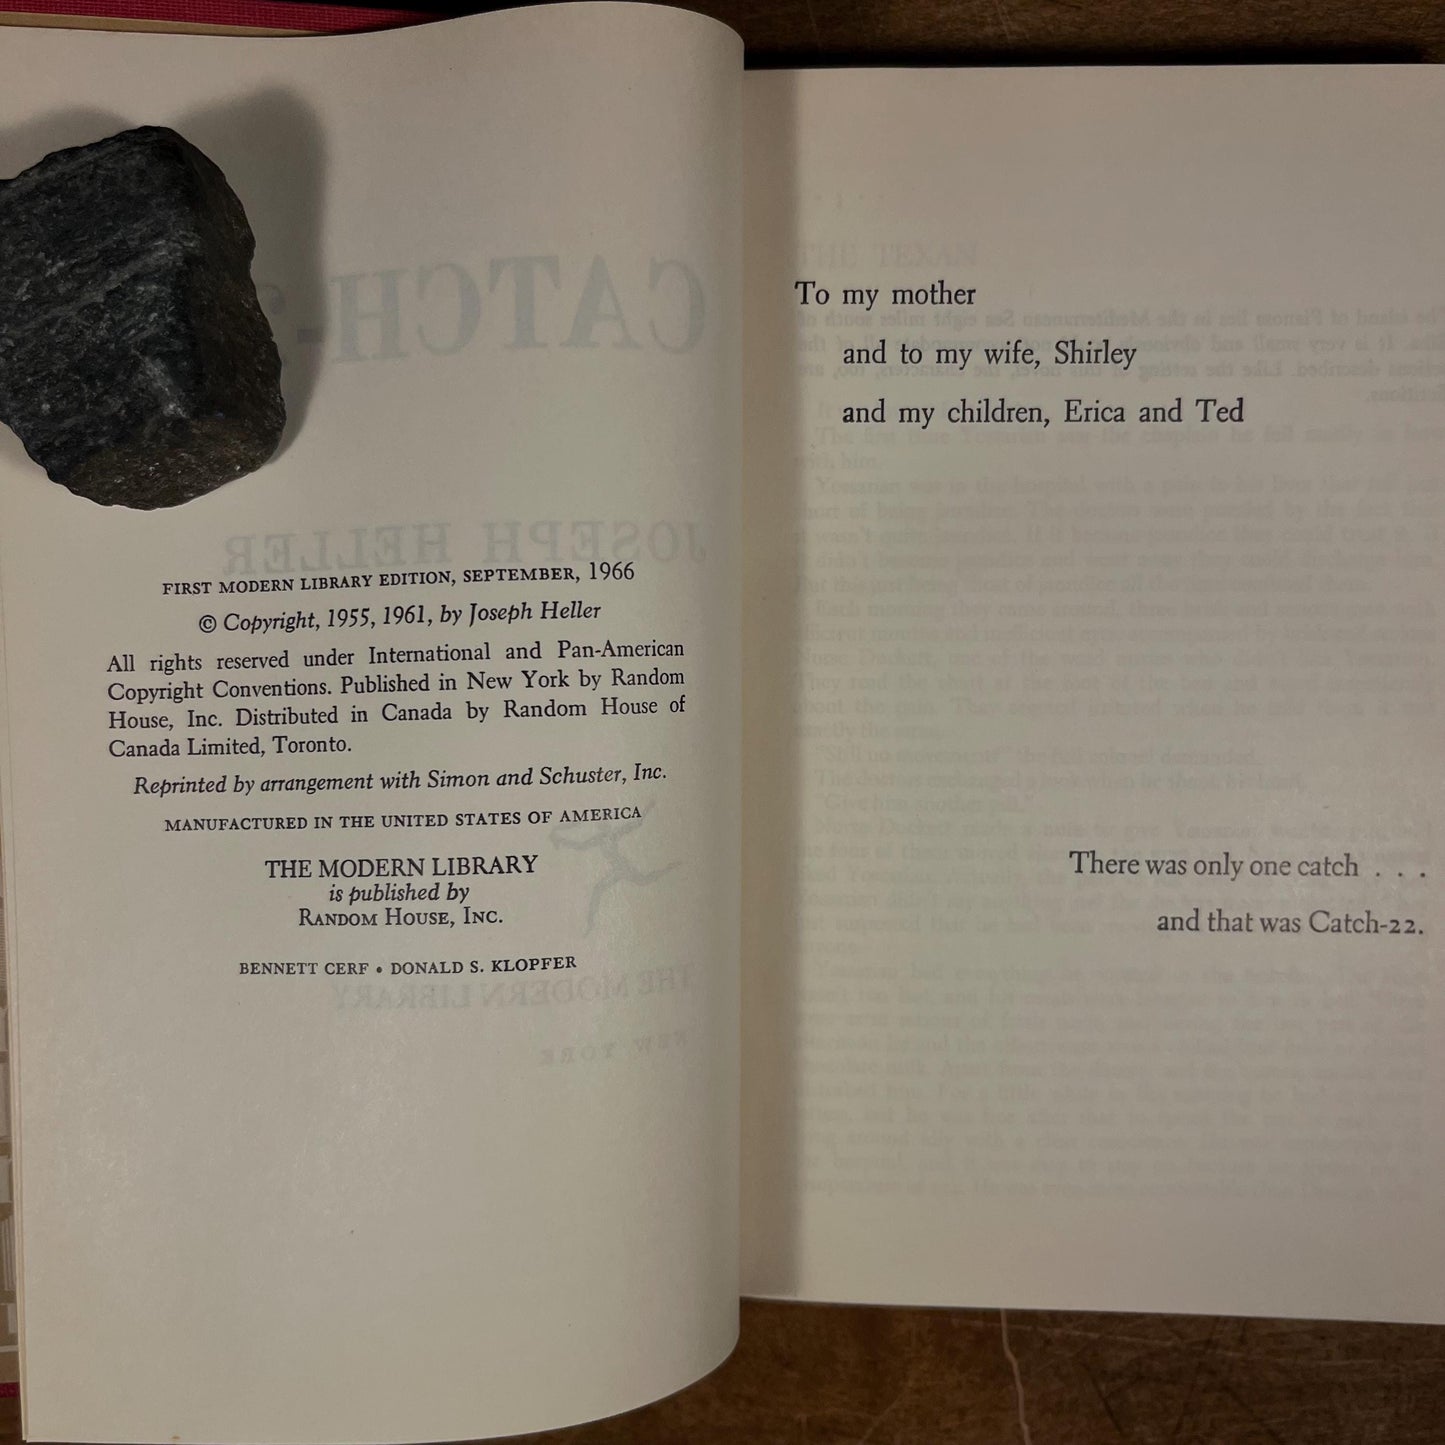 FIRST MODERN LIBRARY EDITION, SEPTEMBER, 1966
© Copyright, 1955, 1961, by Joseph Heller
All rights reserved under International and Pan-American
Copyright Conventions. Published in New York by Random
House, Inc. Distributed in Canada by Random House of
Canada Limited, Toronto.
Reprinted by arrangement with Simon and Schuster, Inc.
MANUFACTURED IN THE UNITED STATES OF AMERICA
THE MODERN LIBRARY
is published by
RANDOM HOUSE, INC.
BENNETT CERF • DONALD S. KLOPFER
To my mother
and to my wife, Shirley
and my children, Erica and Ted
There was only one catch . . .
and that was Catch-22.